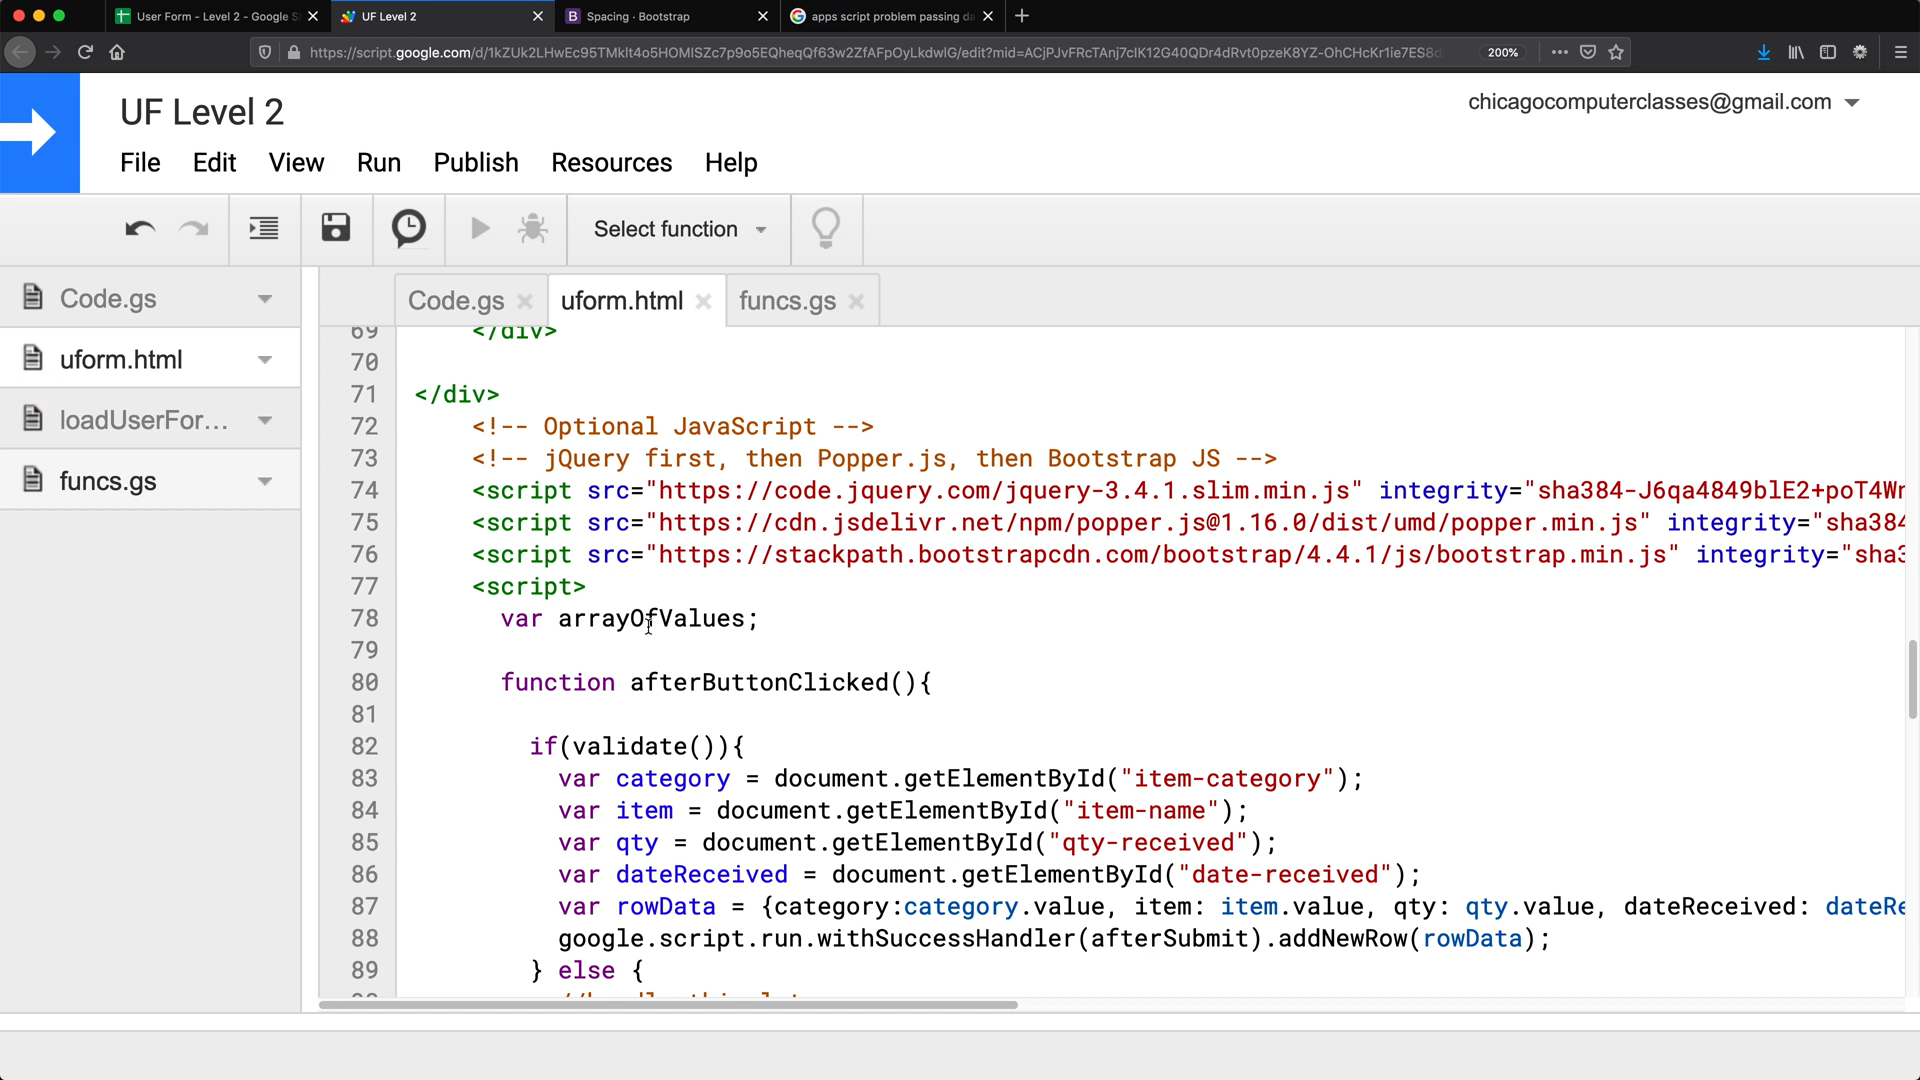 User Form - Level 2 - Google S
UF Level 2
Spacing · Bootstrap
apps script problem passing da
https://script.google.com/d/1kZUk2LHwEc95TMklt4o5HOMISZc7p9o5EQheqQf63w2ZfAFpOyLkdwlG/edit?mid=ACjPJvFRcTAnj7clK12G40QDr4dRvt0pzeK8YZ-OhCHcKr1ie7ES8d
200%
UF Level 2
chicagocomputerclasses@gmail.com
File Edit View Run Publish Resources Help
Select function
Code.gs
uform.html
loadUserFor...
funcs.gs
Code.gs
uform.html
funcs.gs
69 </div>
70
71 </div>
72 <!-- Optional JavaScript -->
73 <!-- jQuery first, then Popper.js, then Bootstrap JS -->
74 <script src="https://code.jquery.com/jquery-3.4.1.slim.min.js" integrity="sha384-J6qa4849blE2+poT4Wn
75 <script src="https://cdn.jsdelivr.net/npm/popper.js@1.16.0/dist/umd/popper.min.js" integrity="sha384
76 <script src="https://stackpath.bootstrapcdn.com/bootstrap/4.4.1/js/bootstrap.min.js" integrity="sha3
77 <script>
78 var arrayOfValues;
79
80 function afterButtonClicked(){
81
82 if(validate()){
83 var category = document.getElementById("item-category");
84 var item = document.getElementById("item-name");
85 var qty = document.getElementById("qty-received");
86 var dateReceived = document.getElementById("date-received");
87 var rowData = {category:category.value, item: item.value, qty: qty.value, dateReceived: dateRe
88 google.script.run.withSuccessHandler(afterSubmit).addNewRow(rowData);
89 } else {